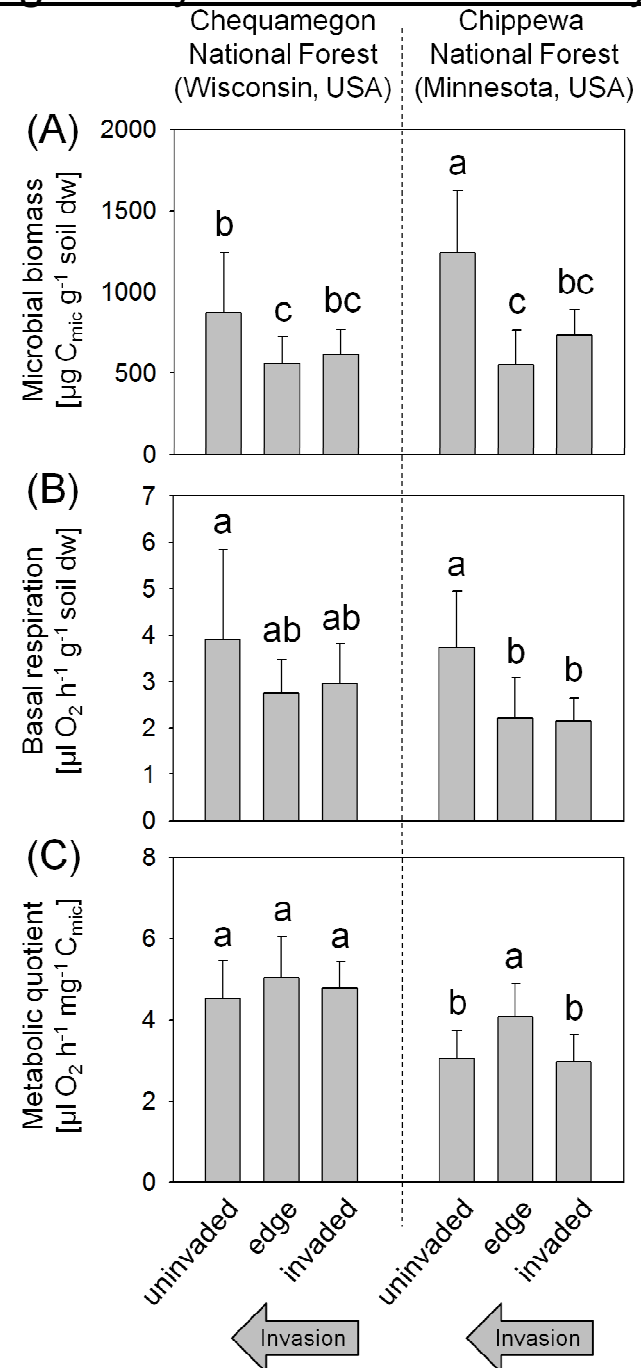 Chequamegon
National Forest
(Wisconsin, USA)
Chippewa
National Forest
(Minnesota, USA)
(A)
Microbial biomass
[µg Cmic g-1 soil dw]
2000
1500
1000
500
0
b
c
bc
a
c
bc
(B)
Basal respiration
[µl O2 h-1 g-1 soil dw]
7
6
5
4
3
2
1
0
a
ab
ab
a
b
b
(C)
Metabolic quotient
[µl O2 h-1 mg-1 Cmic]
8
6
4
2
0
a
a
a
b
a
b
uninvaded
edge
invaded
uninvaded
edge
invaded
Invasion
Invasion